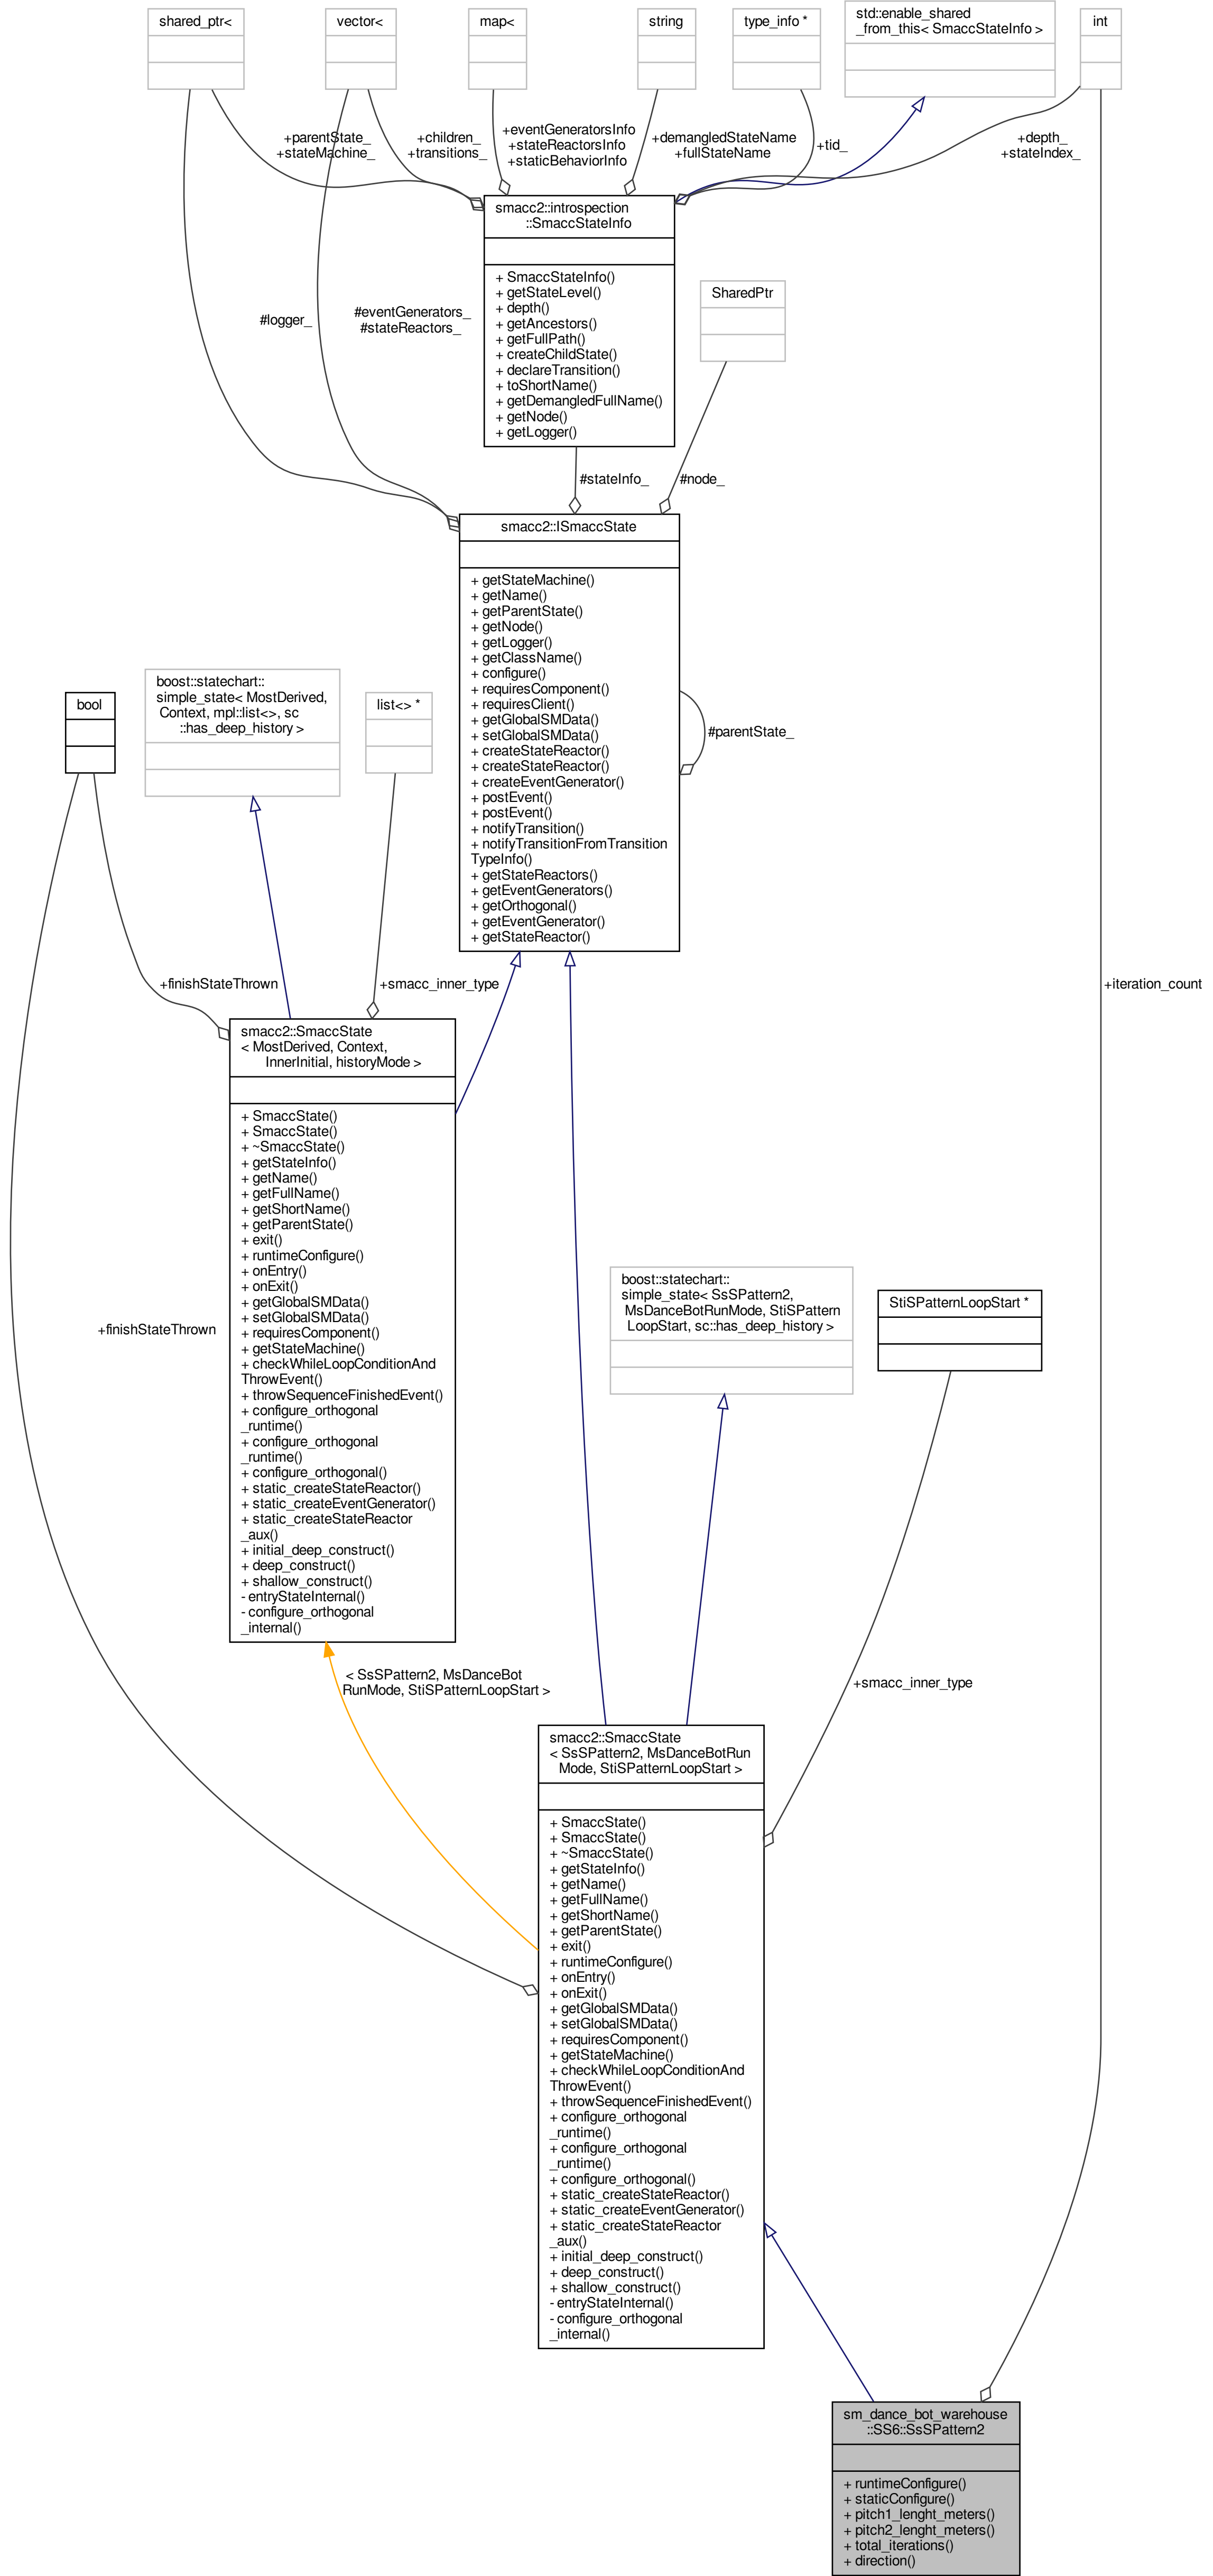 shared_ptr<
vector<
map<
string
type_info *
std::enable_shared
_from_this< SmaccStateInfo >
int
+parentState_
+stateMachine_
+children_
+transitions_
+eventGeneratorsInfo
+stateReactorsInfo
+staticBehaviorInfo
+demangledStateName
+fullStateName
+tid_
+depth_
+stateIndex_
smacc2::introspection
::SmaccStateInfo
+ SmaccStateInfo()
+ getStateLevel()
+ depth()
+ getAncestors()
+ getFullPath()
+ createChildState()
+ declareTransition()
+ toShortName()
+ getDemangledFullName()
+ getNode()
+ getLogger()
SharedPtr
#logger_
#eventGenerators_
#stateReactors_
#stateInfo_
#node_
smacc2::ISmaccState
+ getStateMachine()
+ getName()
+ getParentState()
+ getNode()
+ getLogger()
+ getClassName()
+ configure()
+ requiresComponent()
+ requiresClient()
+ getGlobalSMData()
+ setGlobalSMData()
+ createStateReactor()
+ createStateReactor()
+ createEventGenerator()
+ postEvent()
+ postEvent()
+ notifyTransition()
+ notifyTransitionFromTransition
TypeInfo()
+ getStateReactors()
+ getEventGenerators()
+ getOrthogonal()
+ getEventGenerator()
+ getStateReactor()
#parentState_
bool
boost::statechart::
simple_state< MostDerived,
Context, mpl::list<>, sc
::has_deep_history >
list<> *
+finishStateThrown
+smacc_inner_type
+iteration_count
smacc2::SmaccState
< MostDerived, Context,
InnerInitial, historyMode >
+ SmaccState()
+ SmaccState()
+ ~SmaccState()
+ getStateInfo()
+ getName()
+ getFullName()
+ getShortName()
+ getParentState()
+ exit()
+ runtimeConfigure()
+ onEntry()
+ onExit()
+ getGlobalSMData()
+ setGlobalSMData()
+ requiresComponent()
+ getStateMachine()
+ checkWhileLoopConditionAnd
ThrowEvent()
+ throwSequenceFinishedEvent()
+ configure_orthogonal
_runtime()
+ configure_orthogonal
_runtime()
+ configure_orthogonal()
+ static_createStateReactor()
+ static_createEventGenerator()
+ static_createStateReactor
_aux()
+ initial_deep_construct()
+ deep_construct()
+ shallow_construct()
- entryStateInternal()
- configure_orthogonal
_internal()
+finishStateThrown
boost::statechart::
simple_state< SsSPattern2,
MsDanceBotRunMode, StiSPattern
LoopStart, sc::has_deep_history >
StiSPatternLoopStart *
< SsSPattern2, MsDanceBot
RunMode, StiSPatternLoopStart >
+smacc_inner_type
smacc2::SmaccState
< SsSPattern2, MsDanceBotRun
Mode, StiSPatternLoopStart >
+ SmaccState()
+ SmaccState()
+ ~SmaccState()
+ getStateInfo()
+ getName()
+ getFullName()
+ getShortName()
+ getParentState()
+ exit()
+ runtimeConfigure()
+ onEntry()
+ onExit()
+ getGlobalSMData()
+ setGlobalSMData()
+ requiresComponent()
+ getStateMachine()
+ checkWhileLoopConditionAnd
ThrowEvent()
+ throwSequenceFinishedEvent()
+ configure_orthogonal
_runtime()
+ configure_orthogonal
_runtime()
+ configure_orthogonal()
+ static_createStateReactor()
+ static_createEventGenerator()
+ static_createStateReactor
_aux()
+ initial_deep_construct()
+ deep_construct()
+ shallow_construct()
- entryStateInternal()
- configure_orthogonal
_internal()
sm_dance_bot_warehouse
::SS6::SsSPattern2
+ runtimeConfigure()
+ staticConfigure()
+ pitch1_lenght_meters()
+ pitch2_lenght_meters()
+ total_iterations()
+ direction()